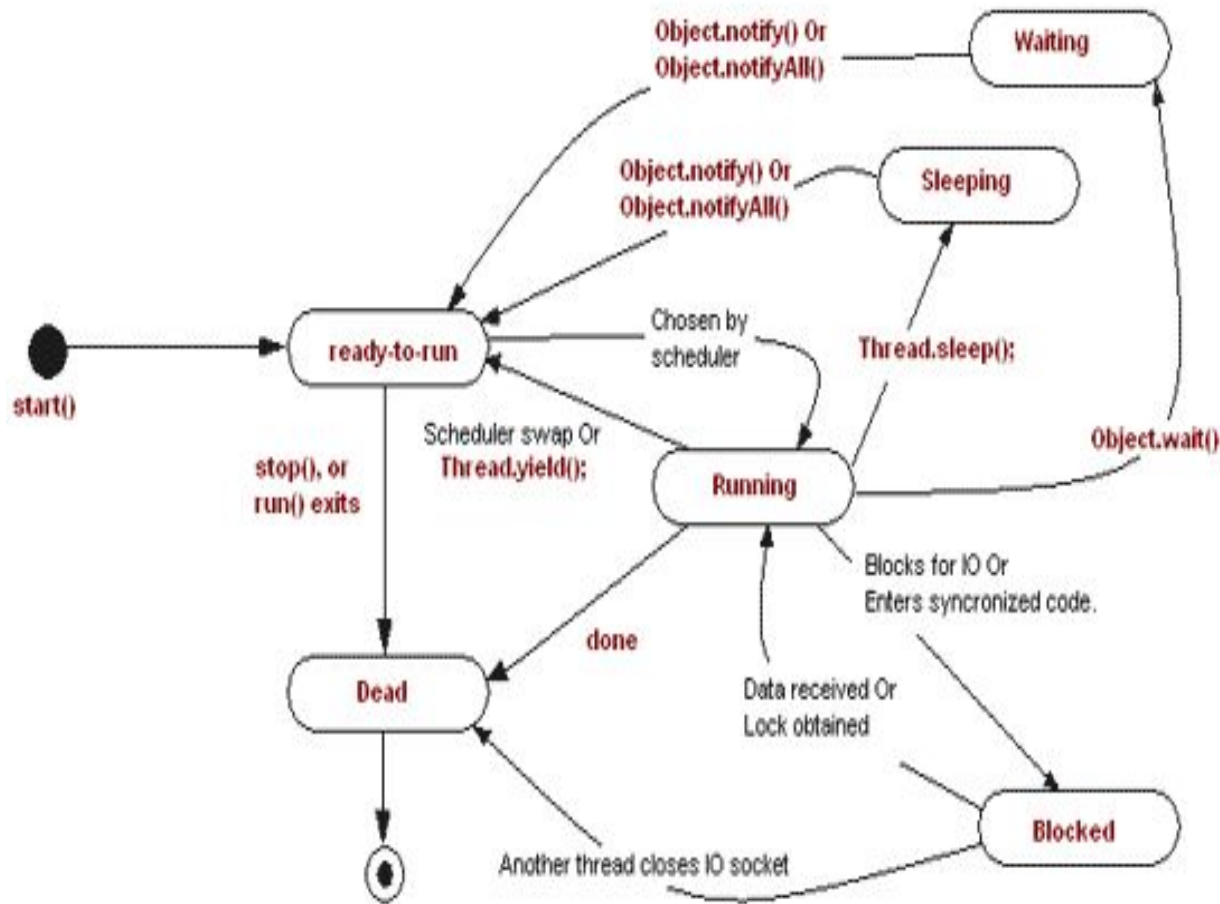 Object.notify() Or
Object.notifyAll()
Waiting
Object.notify() Or
Object.notifyAll()
Sleeping
ready-to-run
Chosen by
scheduler
Thread.sleep();
start()
Object.wait()
Scheduler swap Or
Thread.yield();
stop(), or
run() exits
Running
Blocks for IO Or
Enters syncronized code.
done
Dead
Data received Or
Lock obtained
Blocked
Another thread closes IO socket